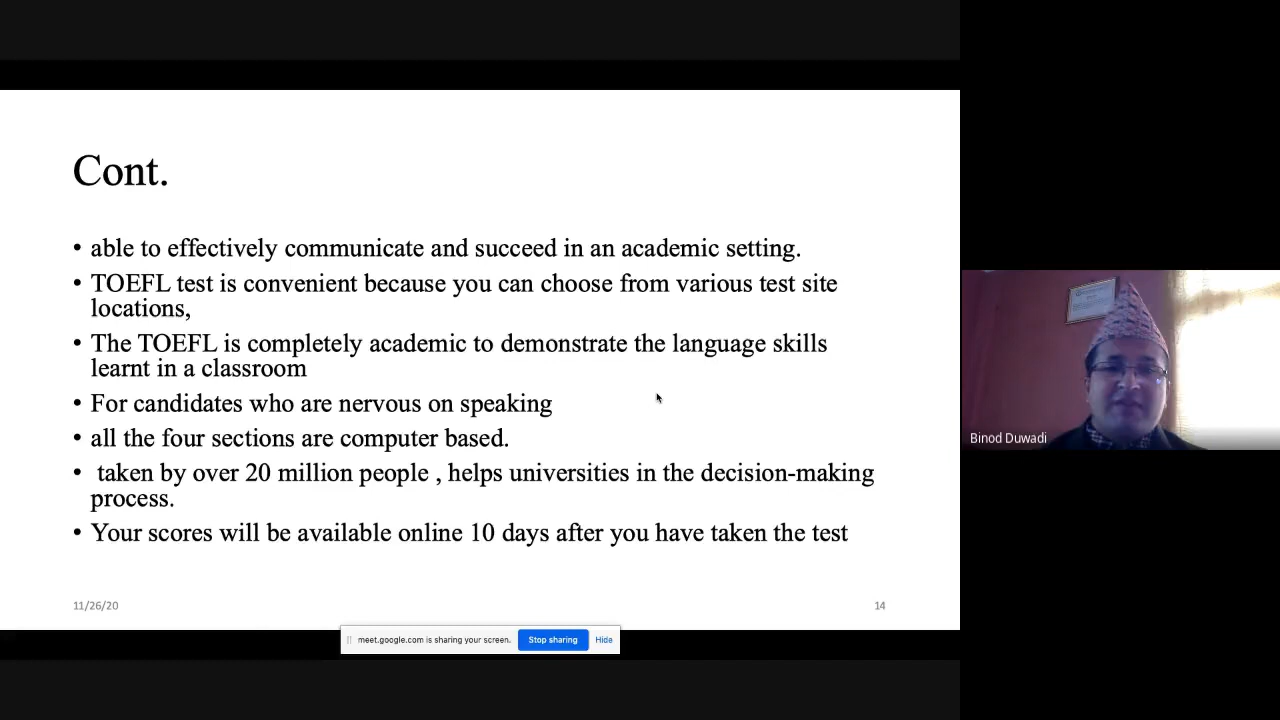 Cont.
• able to effectively communicate and succeed in an academic setting.
• TOEFL test is convenient because you can choose from various test site
locations,
• The TOEFL is completely academic to demonstrate the language skills
learnt in a classroom
• For candidates who are nervous on speaking
• all the four sections are computer based.
• taken by over 20 million people , helps universities in the decision-making
process.
• Your scores will be available online 10 days after you have taken the test
11/26/20
14
meet.google.com is sharing your screen.
Stop sharing
Hide
Binod Duwadi